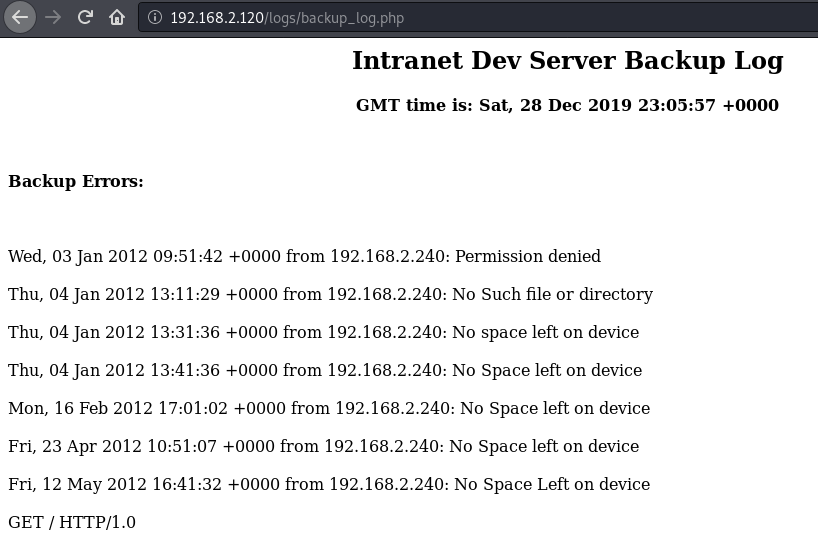 192.168.2.120/logs/backup_log.php
Intranet Dev Server Backup Log
GMT time is: Sat, 28 Dec 2019 23:05:57 +0000
Backup Errors:
Wed, 03 Jan 2012 09:51:42 +0000 from 192.168.2.240: Permission denied
Thu, 04 Jan 2012 13:11:29 +0000 from 192.168.2.240: No Such file or directory
Thu, 04 Jan 2012 13:31:36 +0000 from 192.168.2.240: No space left on device
Thu, 04 Jan 2012 13:41:36 +0000 from 192.168.2.240: No Space left on device
Mon, 16 Feb 2012 17:01:02 +0000 from 192.168.2.240: No Space left on device
Fri, 23 Apr 2012 10:51:07 +0000 from 192.168.2.240: No Space left on device
Fri, 12 May 2012 16:41:32 +0000 from 192.168.2.240: No Space Left on device
GET / HTTP/1.0